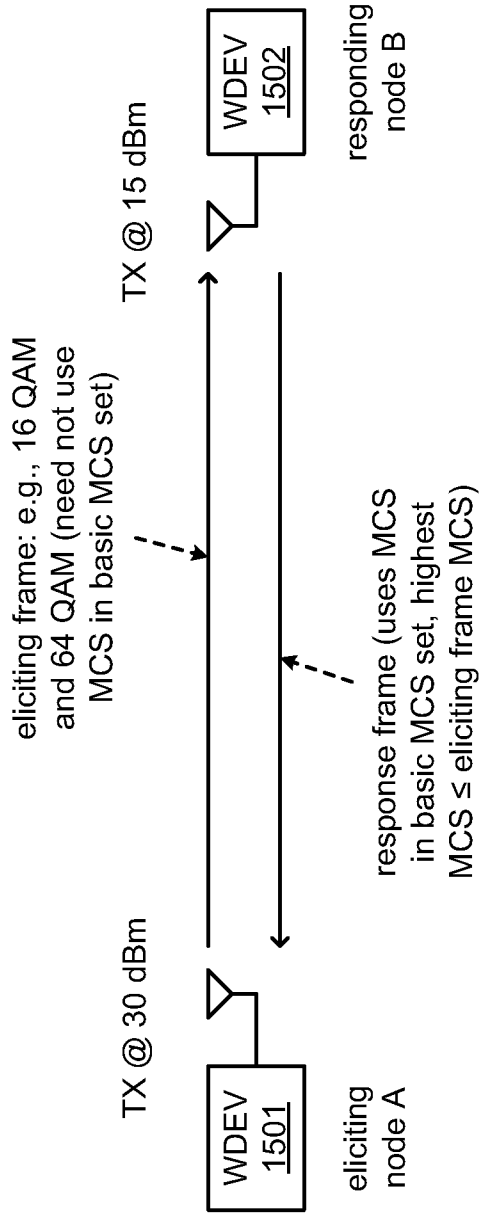 eliciting frame: e.g., 16 QAM
and 64 QAM (need not use
MCS in basic MCS set)
TX @ 30 dBm
TX @ 15 dBm
WDEV
1501
WDEV
1502
eliciting
node A
responding
node B
response frame (uses MCS
in basic MCS set, highest
MCS ≤ eliciting frame MCS)